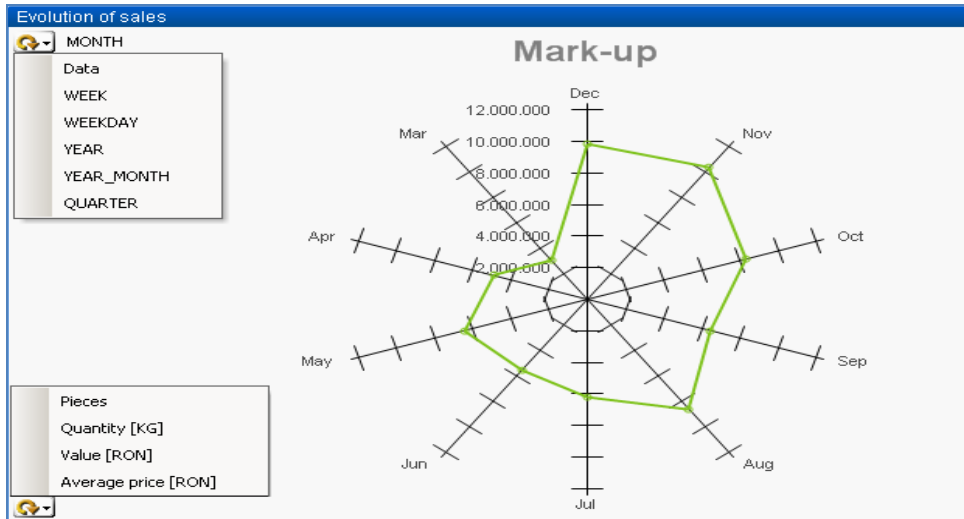 Evolution of sales
MONTH
Data
WEEK
WEEKDAY
YEAR
YEAR_MONTH
QUARTER
Mark-up
Dec
12.000.000
Mar
Nov
10.000.000
8.000.000
6.000.000
Apr
4.000.000
Oct
2.000.000
May
Sep
Pieces
Quantity [KG]
Value [RON]
Average price [RON]
Jun
Aug
Jul